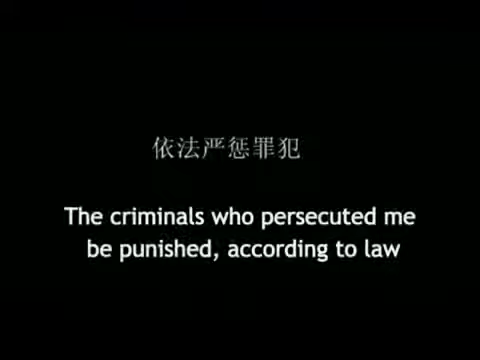 依法严惩罪犯
The criminals who persecuted me
be punished, according to law